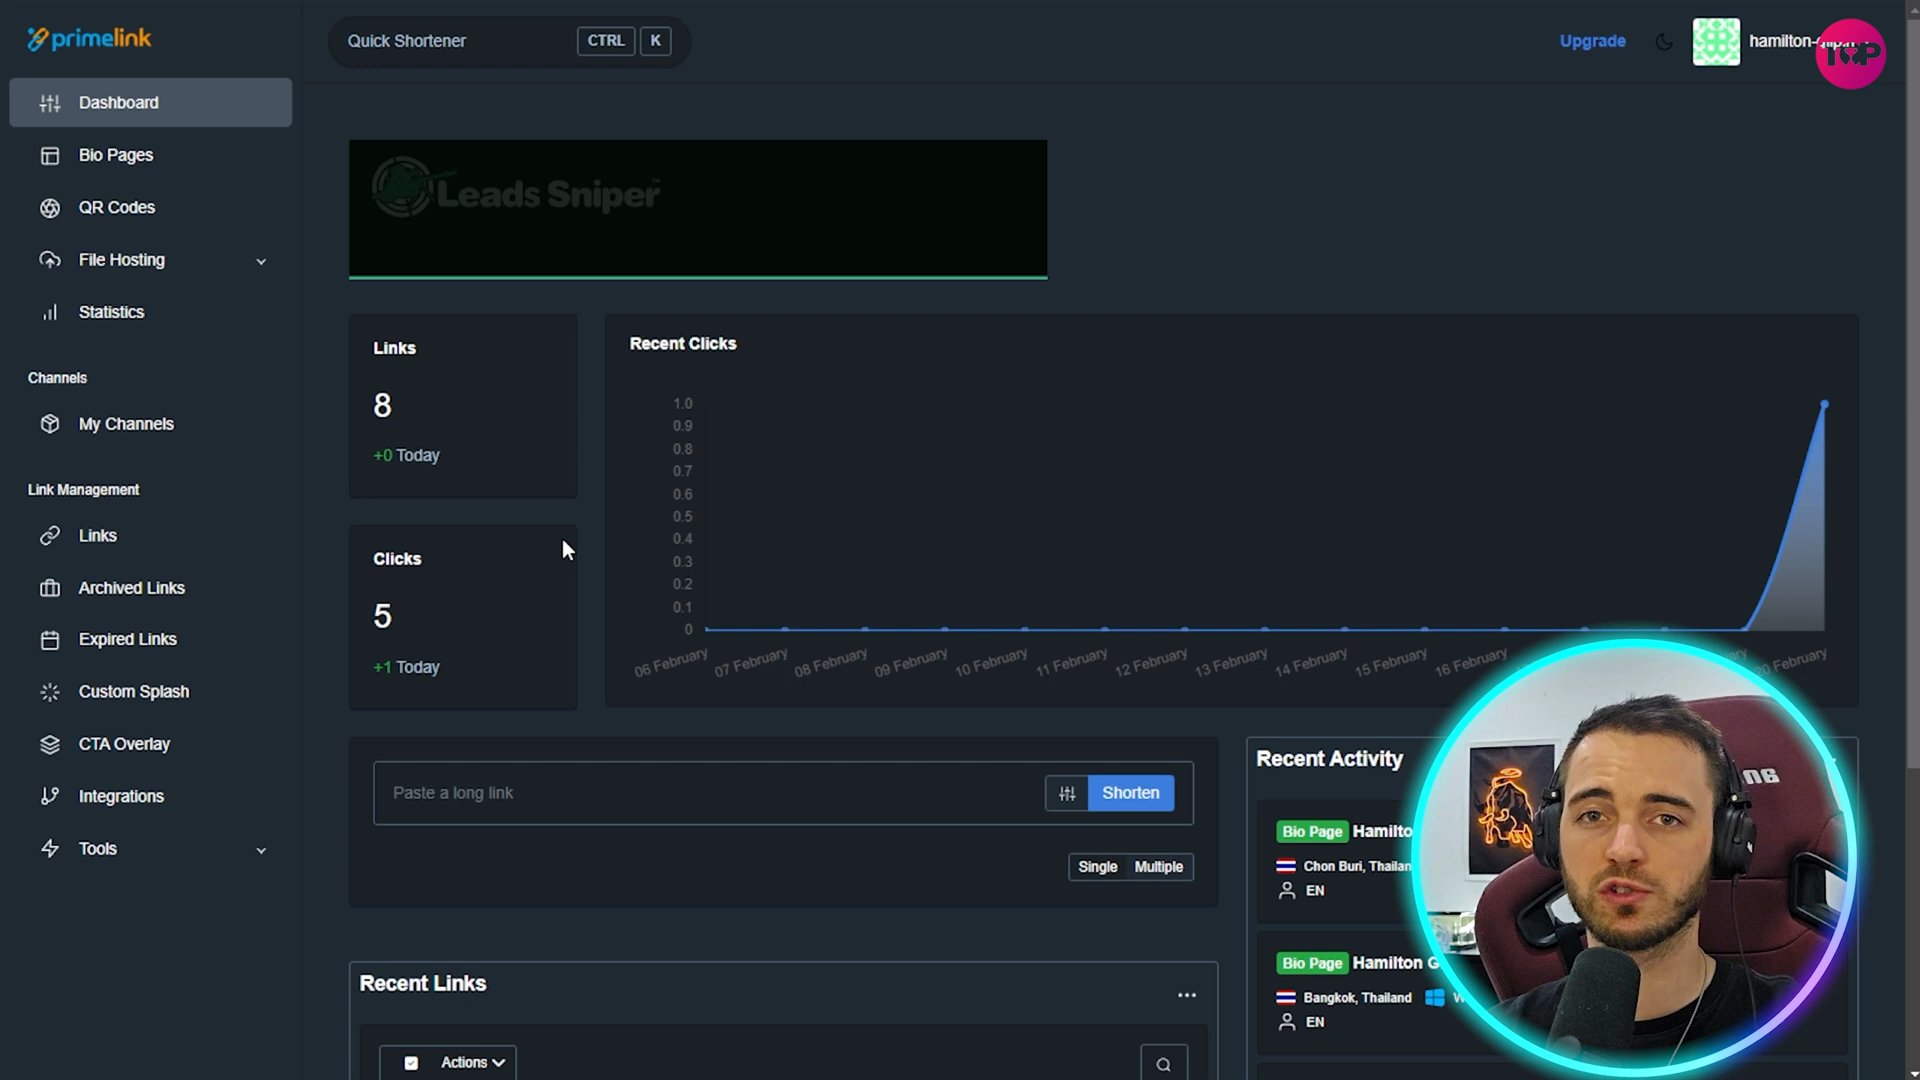 primelink
Quick Shortener
CTRL
K
Upgrade
TOP
Dashboard
Bio Pages
QR Codes
File Hosting
Statistics
Channels
My Channels
Link Management
Links
Archived Links
Expired Links
Custom Splash
CTA Overlay
Integrations
Tools
Leads Sniper
Links
8
+0 Today
Clicks
5
+1 Today
Recent Clicks
1.0
0.9
0.8
0.7
0.6
0.5
0.4
0.3
0.2
0.1
0
06 February
07 February
08 February
09 February
10 February
11 February
12 February
13 February
14 February
15 February
16 February
20 February
Paste a long link
Shorten
Single
Multiple
Recent Activity
Bio Page Hamilto
Chon Buri, Thailan
EN
Bio Page Hamilton G
Bangkok, Thailand
EN
Recent Links
Actions